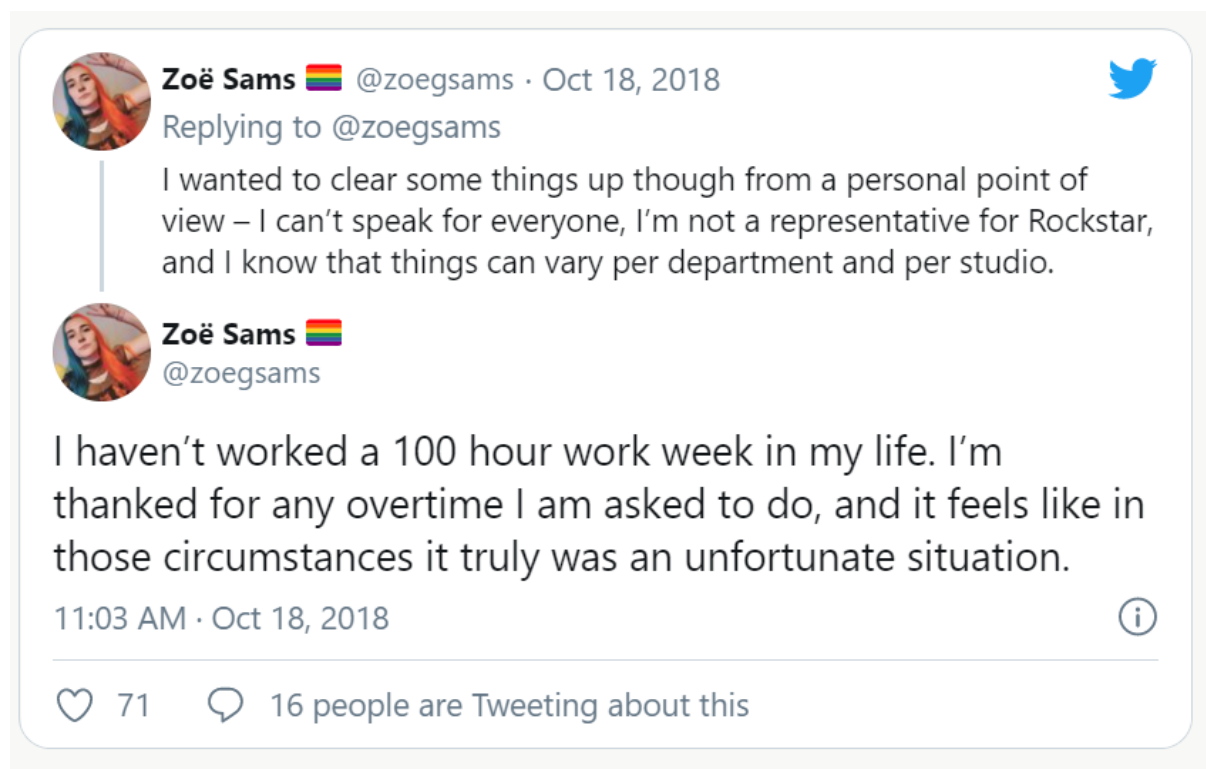 Zoë Sams 🏳️‍🌈 @zoegsams · Oct 18, 2018
Replying to @zoegsams
I wanted to clear some things up though from a personal point of
view – I can’t speak for everyone, I’m not a representative for Rockstar,
and I know that things can vary per department and per studio.
Zoë Sams 🏳️‍🌈
@zoegsams
I haven’t worked a 100 hour work week in my life. I’m
thanked for any overtime I am asked to do, and it feels like in
those circumstances it truly was an unfortunate situation.
11:03 AM · Oct 18, 2018
71 16 people are Tweeting about this